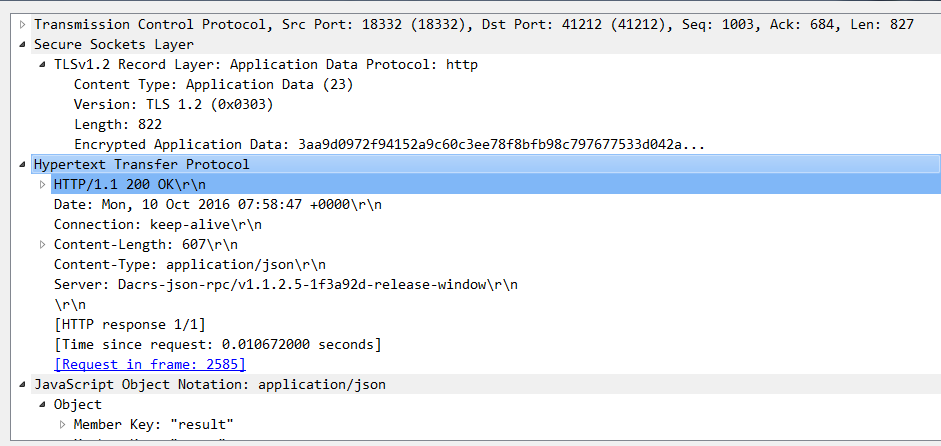 Transmission Control Protocol, Src Port: 18332 (18332), Dst Port: 41212 (41212), Seq: 1003, Ack: 684, Len: 827
Secure Sockets Layer
TLSv1.2 Record Layer: Application Data Protocol: http
Content Type: Application Data (23)
Version: TLS 1.2 (0x0303)
Length: 822
Encrypted Application Data: 3aa9d0972f94152a9c60c3ee78f8bfb98c797677533d042a...
Hypertext Transfer Protocol
HTTP/1.1 200 OK\r\n
Date: Mon, 10 Oct 2016 07:58:47 +0000\r\n
Connection: keep-alive\r\n
Content-Length: 607\r\n
Content-Type: application/json\r\n
Server: Dacrs-json-rpc/v1.1.2.5-1f3a92d-release-window\r\n
\r\n
[HTTP response 1/1]
[Time since request: 0.010672000 seconds]
[Request in frame: 2585]
JavaScript Object Notation: application/json
Object
Member Key: "result"